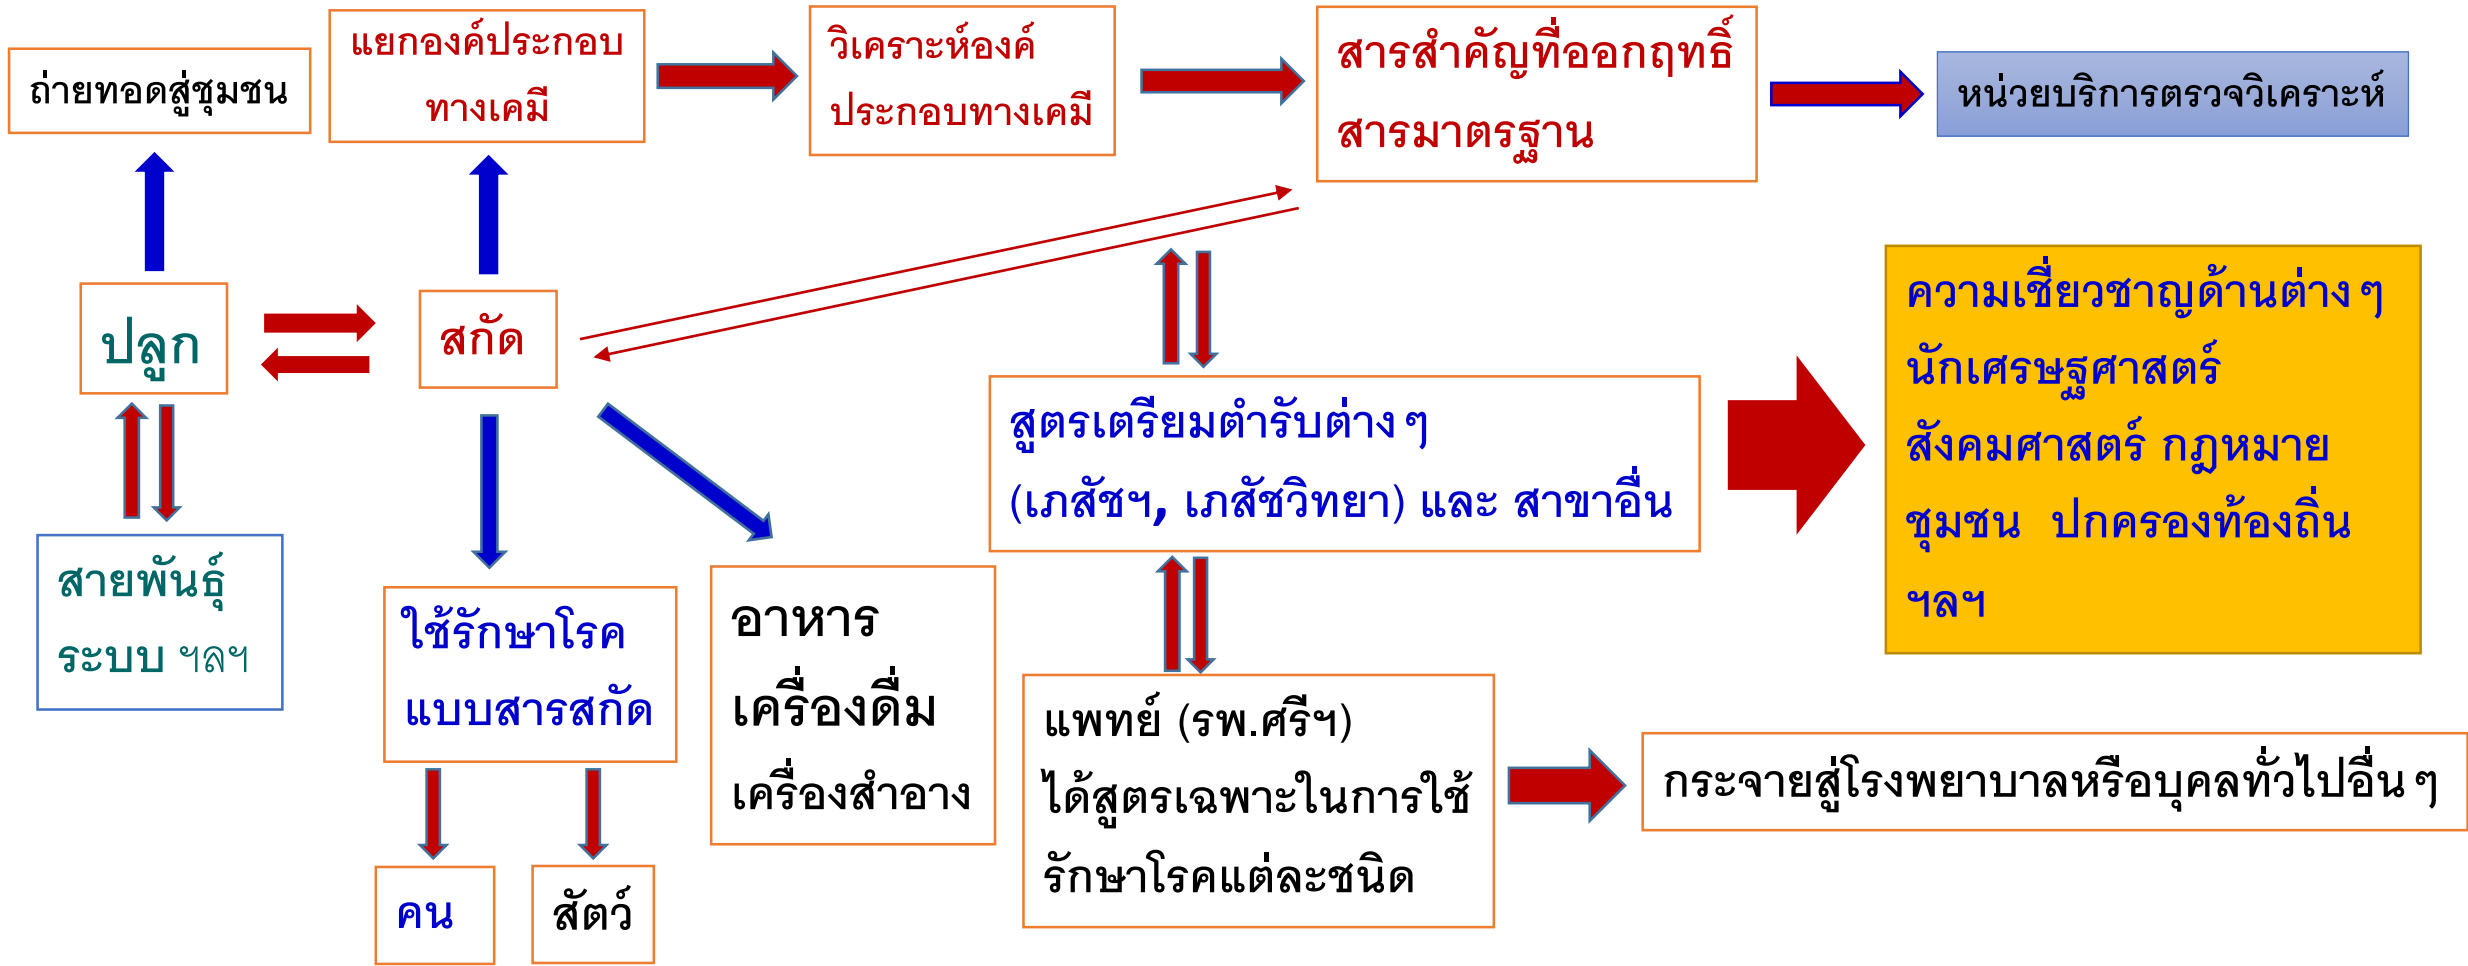 ถ่ายทอดสู่ชุมชน
แยกองค์ประกอบ
ทางเคมี
วิเคราะห์องค์
ประกอบทางเคมี
สารสำคัญที่ออกฤทธิ์
สารมาตรฐาน
หน่วยบริการตรวจวิเคราะห์
ปลูก
สกัด
สายพันธุ์
ระบบ ฯลฯ
ใช้รักษาโรค
แบบสารสกัด
คน
สัตว์
อาหาร
เครื่องดื่ม
เครื่องสำอาง
สูตรเตรียมตำรับต่าง ๆ
(เภสัชฯ, เภสัชวิทยา) และ สาขาอื่น
แพทย์ (รพ.ศรีฯ)
ได้สูตรเฉพาะในการใช้
รักษาโรคแต่ละชนิด
ความเชี่ยวชาญด้านต่าง ๆ
นักเศรษฐศาสตร์
สังคมศาสตร์ กฎหมาย
ชุมชน ปกครองท้องถิ่น
ฯลฯ
กระจายสู่โรงพยาบาลหรือบุคลทั่วไปอื่น ๆ